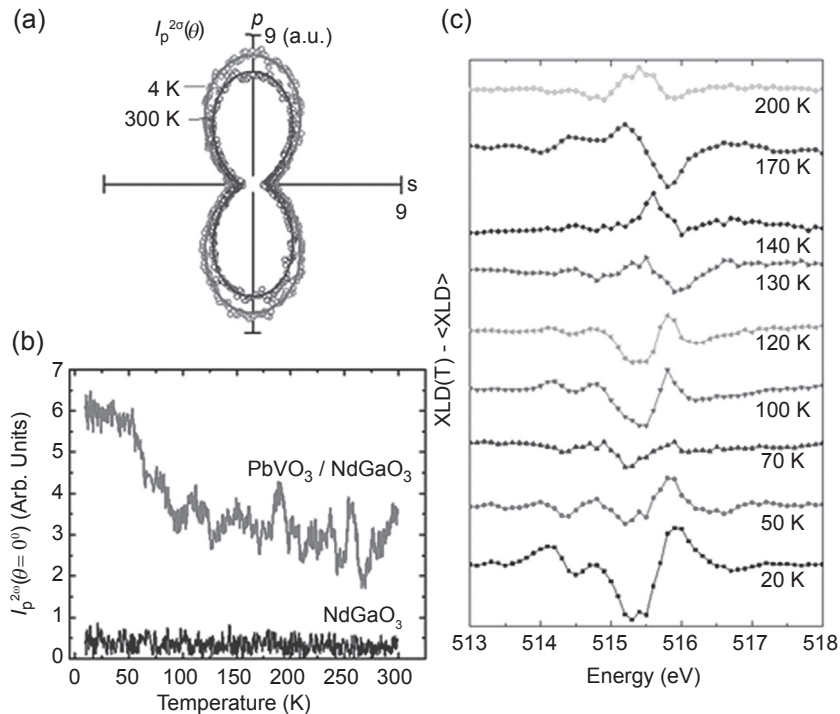 (a)
I_p^{2σ}(θ)
p
9 (a.u.)
4 K
300 K
s
9
(b)
I_p^{2ω}(θ= 0⁰) (Arb. Units)
7
6
5
4
3
2
1
0
PbVO₃ / NdGaO₃
NdGaO₃
0 50 100 150 200 250 300
Temperature (K)
(c)
XLD(T) - <XLD>
200 K
170 K
140 K
130 K
120 K
100 K
70 K
50 K
20 K
513 514 515 516 517 518
Energy (eV)